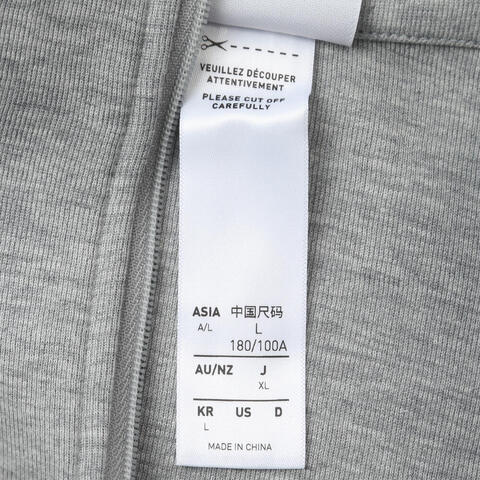 VEUILLEZ DÉCOUPER
ATTENTIVEMENT
PLEASE CUT OFF
CAREFULLY
ASIA 中国尺码
A/L L
180/100A
AU/NZ J
XL
KR US D
L
MADE IN CHINA